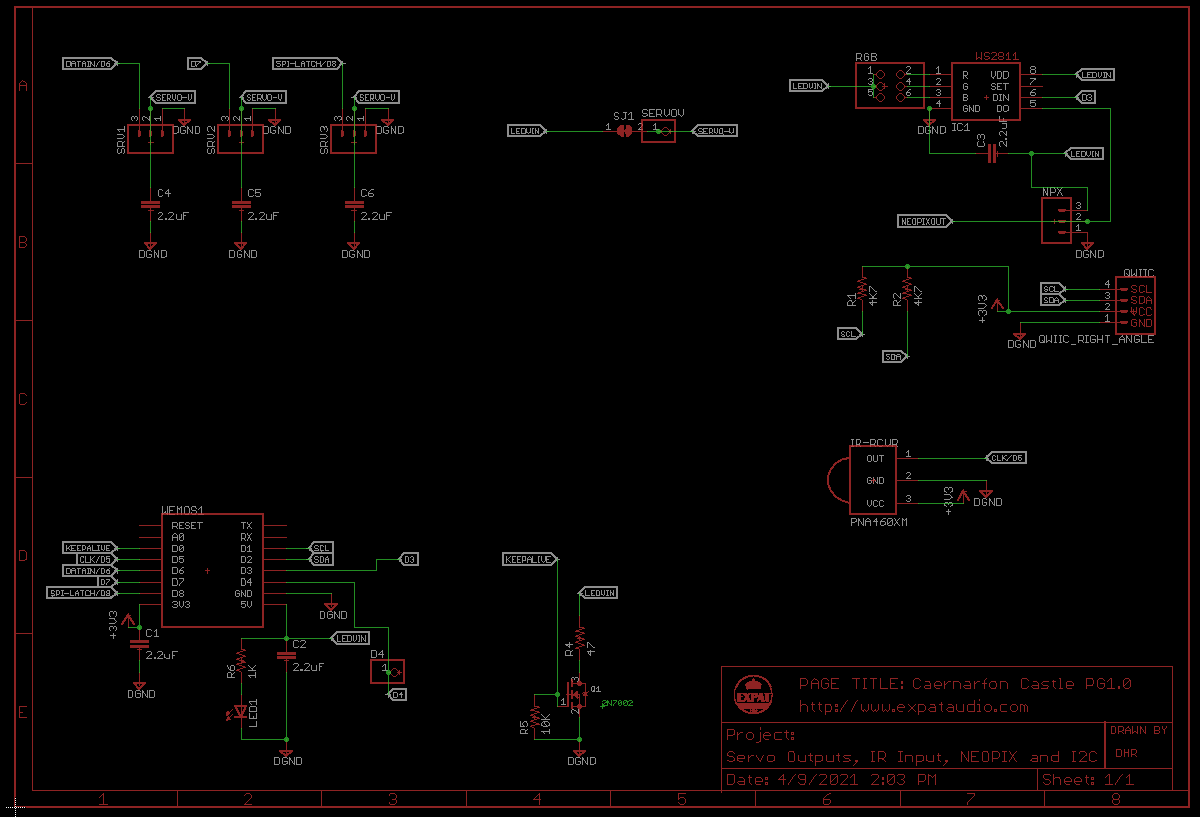 DATAIN/D6
D7
SPI-LATCH/D8
SERVO-V
SERVO-V
SERVO-V
3 2 1
3 2 1
3 2 1
DGND
DGND
DGND
SRV1
SRV2
SRV3
C4
2.2uF
C5
2.2uF
C6
2.2uF
DGND
DGND
DGND
LEDVIN
1
SJ1
2
SERVOV
1
SERVO-V
RGB
LEDVIN
1 2
3 4
5 6
WS2811
1 R VDD 8
2 G SET 7
3 B DIN 6
4 GND DO 5
IC1
LEDVIN
D3
DGND
C3
2.2uF
LEDVIN
NPX
NEOPIXOUT
3
2
1
DGND
R1
4K7
R2
4K7
SCL
SDA
+3V3
QWIIC
SCL
SDA
4 SCL
3 SDA
2 VCC
1 GND
DGND
QWIIC_RIGHT_ANGLE
IR-RCVR
OUT 1
GND 2
VCC 3
CLK/D5
+3V3
DGND
PNA460XM
WEMOS1
RESET TX
A0 RX
KEEPALIVE D0 D1 SCL
CLK/D5 D5 D2 SDA
DATAIN/D6 D6 D3 D3
D7 D7 D4
SPI-LATCH/D8 D8 GND
3V3 5V
DGND
+3V3
C1
2.2uF
DGND
LEDVIN
R6
1K
C2
2.2uF
LED1
DGND
D4
1
D4
KEEPALIVE
LEDVIN
R4
47
3
Q1
1
2
2N7002
R5
10K
DGND
EXPAT
PAGE TITLE: Caernarfon Castle PG1.0
http://www.expataudio.com
Project:
Servo Outputs, IR Input, NEOPIX and I2C
DRAWN BY
DHR
Date: 4/9/2021 2:03 PM
Sheet: 1/1
A
B
C
D
E
1 2 3 4 5 6 7 8